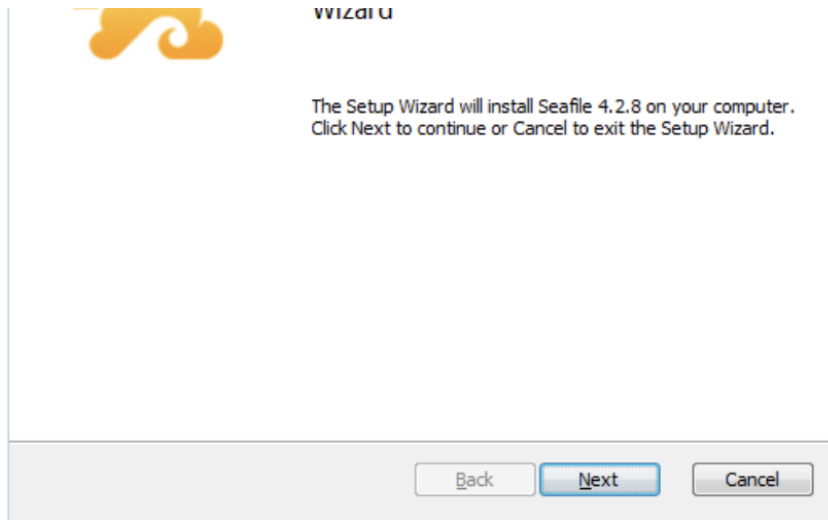 Wizard
The Setup Wizard will install Seafile 4.2.8 on your computer.
Click Next to continue or Cancel to exit the Setup Wizard.
Back
Next
Cancel